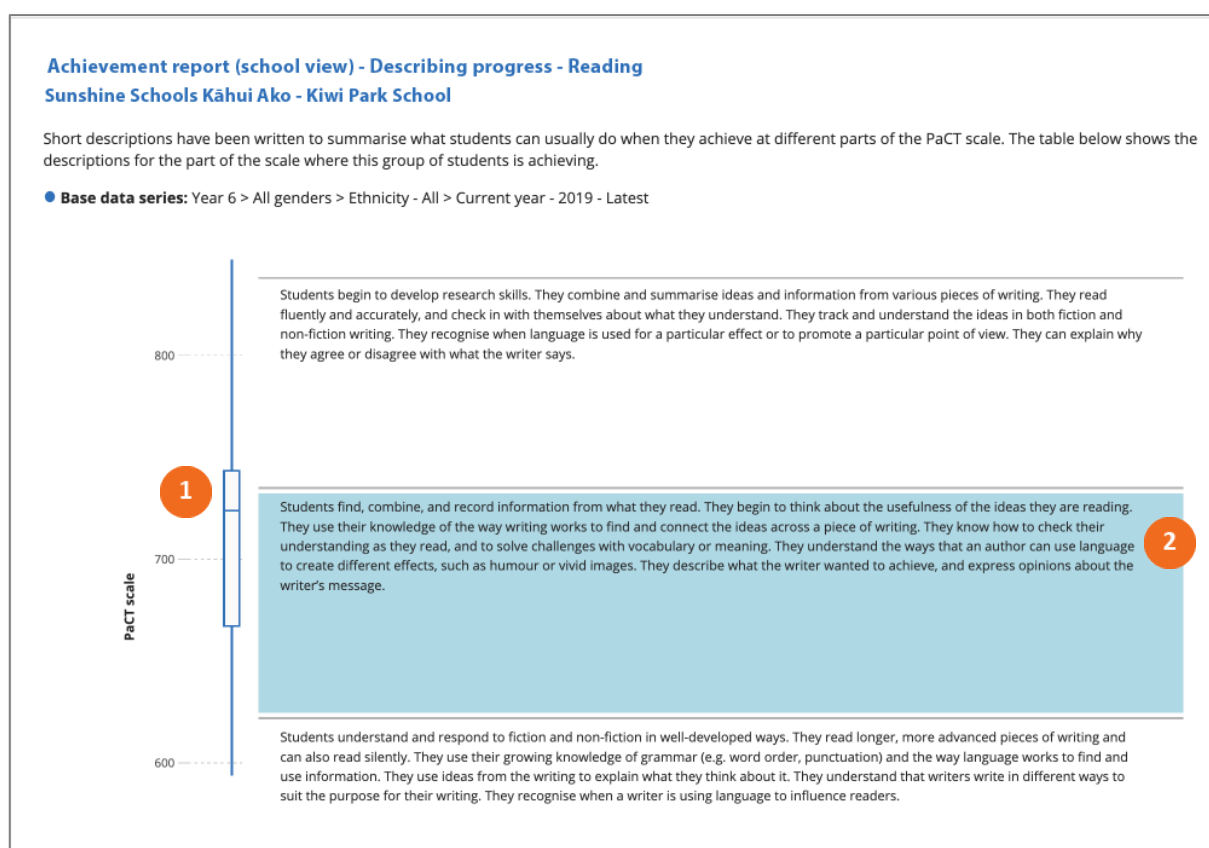 Achievement report (school view) - Describing progress - Reading
Sunshine Schools Kāhui Ako - Kiwi Park School
Short descriptions have been written to summarise what students can usually do when they achieve at different parts of the PaCT scale. The table below shows the
descriptions for the part of the scale where this group of students is achieving.
Base data series: Year 6 > All genders > Ethnicity - All > Current year - 2019 - Latest
Students begin to develop research skills. They combine and summarise ideas and information from various pieces of writing. They read
fluently and accurately, and check in with themselves about what they understand. They track and understand the ideas in both fiction and
non-fiction writing. They recognise when language is used for a particular effect or to promote a particular point of view. They can explain why
they agree or disagree with what the writer says.
800
1
Students find, combine, and record information from what they read. They begin to think about the usefulness of the ideas they are reading.
They use their knowledge of the way writing works to find and connect the ideas across a piece of writing. They know how to check their
understanding as they read, and to solve challenges with vocabulary or meaning. They understand the ways that an author can use language
to create different effects, such as humour or vivid images. They describe what the writer wanted to achieve, and express opinions about the
writer's message.
2
700
PaCT scale
Students understand and respond to fiction and non-fiction in well-developed ways. They read longer, more advanced pieces of writing and
can also read silently. They use their growing knowledge of grammar (e.g. word order, punctuation) and the way language works to find and
use information. They use ideas from the writing to explain what they think about it. They understand that writers write in different ways to
suit the purpose for their writing. They recognise when a writer is using language to influence readers.
600